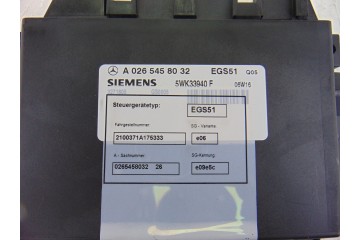 A 026 545 80 32 EGS51 Q05
SIEMENS 5WK33940 F 08W16
Steuergerätetyp: EGS51
Fahrgestellnummer SG-Variante
2100371A175333 e06
A - Sachnummer: SG-Kennung
0265458032 26 e09e5c